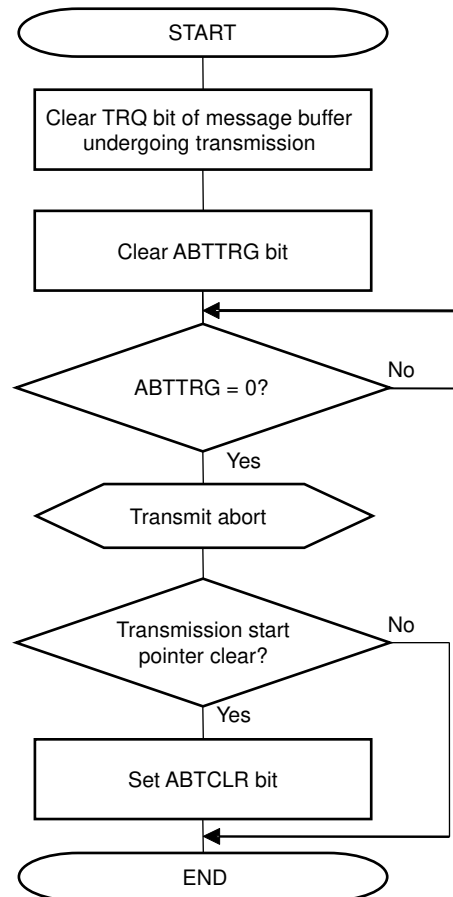 START
Clear TRQ bit of message buffer
undergoing transmission
Clear ABTTRG bit
ABTTRG = 0?
No
Yes
Transmit abort
Transmission start
pointer clear?
No
Yes
Set ABTCLR bit
END